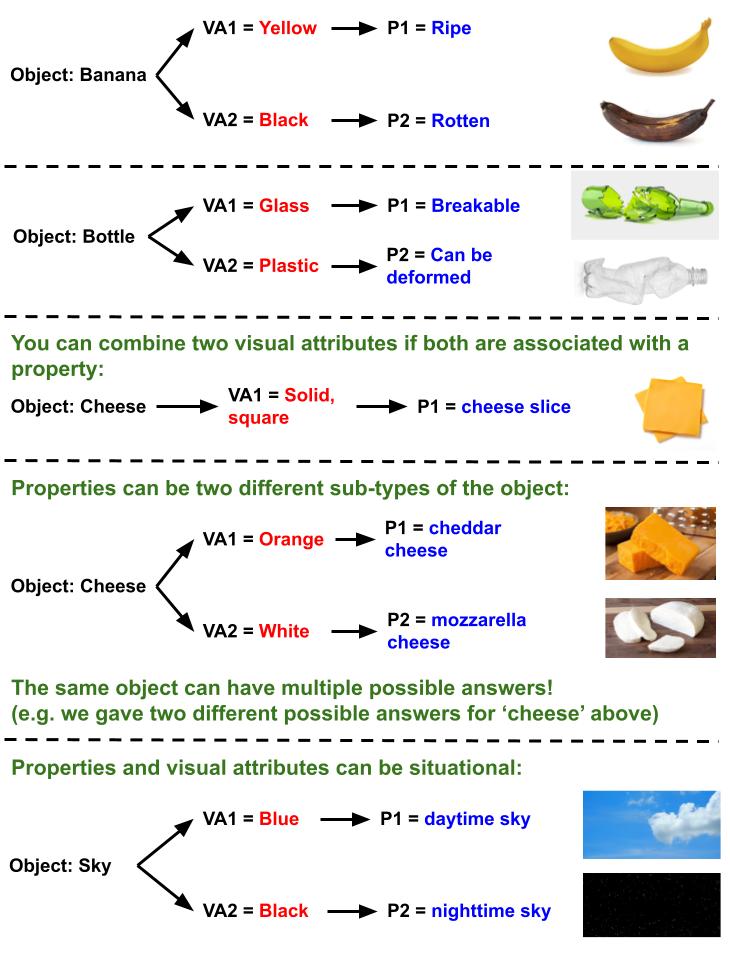 VA1 = Yellow
P1 = Ripe
Object: Banana
VA2 = Black
P2 = Rotten
VA1 = Glass
P1 = Breakable
Object: Bottle
VA2 = Plastic
P2 = Can be
deformed
You can combine two visual attributes if both are associated with a
property:
Object: Cheese
VA1 = Solid,
square
P1 = cheese slice
Properties can be two different sub-types of the object:
VA1 = Orange
P1 = cheddar
cheese
Object: Cheese
VA2 = White
P2 = mozzarella
cheese
The same object can have multiple possible answers!
(e.g. we gave two different possible answers for ‘cheese’ above)
Properties and visual attributes can be situational:
VA1 = Blue
P1 = daytime sky
Object: Sky
VA2 = Black
P2 = nighttime sky